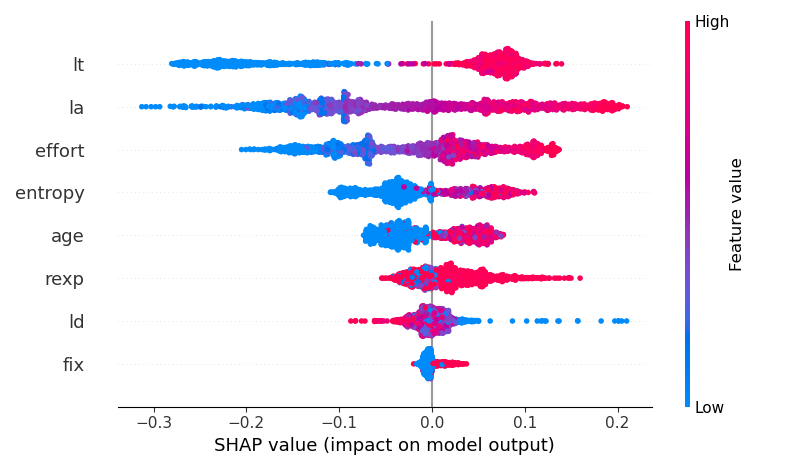 High
lt
la
effort
entropy
age
rexp
ld
fix
Feature value
Low
−0.3 −0.2 −0.1 0.0 0.1 0.2
SHAP value (impact on model output)